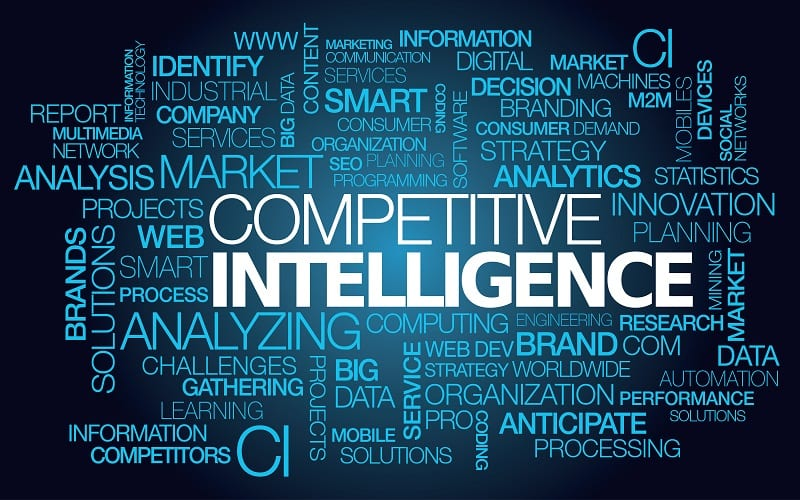 WWW
CONTENT
MARKETING
COMMUNICATION
SERVICES
INFORMATION
DIGITAL
MARKET
CI
INFORMATION
TECHNOLOGY
IDENTIFY
INDUSTRIAL
COMPANY
SERVICES
BIG DATA
SMART
CONSUMER
CODING
SOFTWARE
DECISION
BRANDING
MACHINES
M2M
MOBILES
DEVICES
SOCIAL
NETWORKS
REPORT
MULTIMEDIA
NETWORK
ORGANIZATION
CONSUMER DEMAND
STRATEGY
ANALYSIS
MARKET
SEO PLANNING
PROGRAMMING
ANALYTICS
STATISTICS
PROJECTS
COMPETITIVE
INNOVATION
PLANNING
BRANDS
SOLUTIONS
WEB
SMART
PROCESS
INTELLIGENCE
MINING
MARKET
ANALYZING
COMPUTING
ENGINEERING
RESEARCH
CHALLENGES
GATHERING
LEARNING
PROJECTS
BIG
DATA
SERVICE
WEB DEV
BRAND
COM
STRATEGY
WORLDWIDE
DATA
AUTOMATION
ORGANIZATION
PERFORMANCE
SOLUTIONS
INFORMATION
COMPETITORS
CI
MOBILE
SOLUTIONS
PRO
CODING
ANTICIPATE
PROCESSING